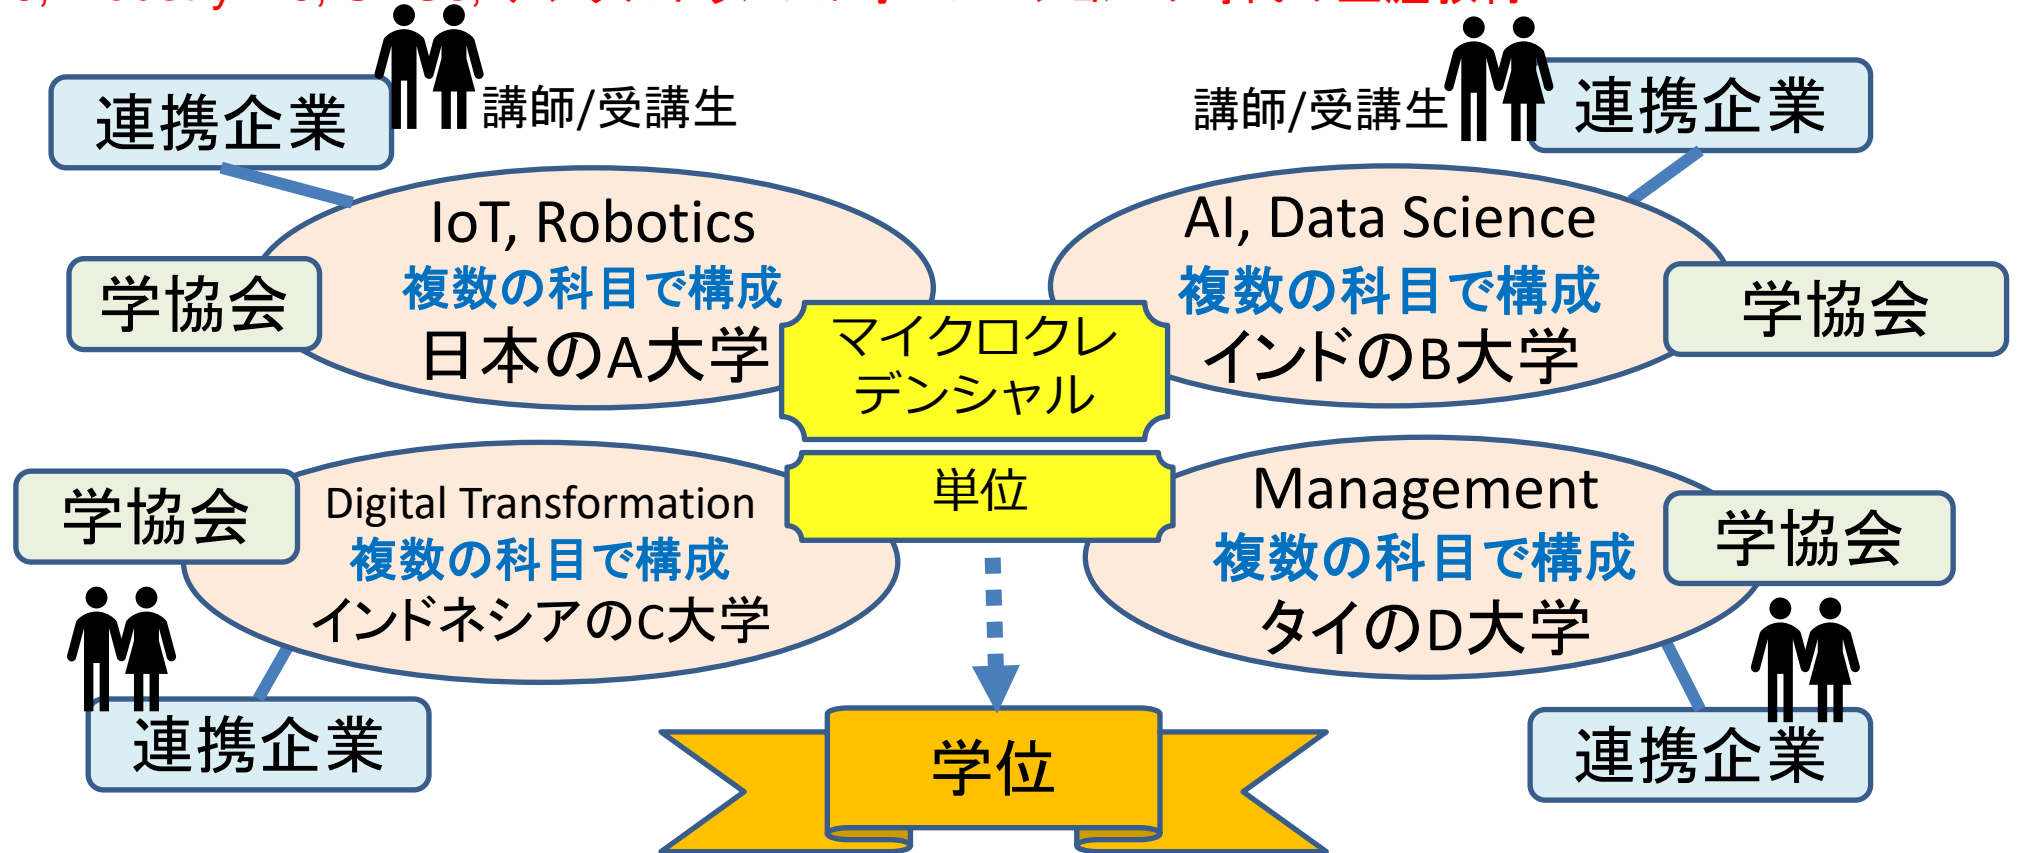 連携企業
講師/受講生
講師/受講生
連携企業
IoT, Robotics
複数の科目で構成
日本のA大学
AI, Data Science
複数の科目で構成
インドのB大学
学協会
学協会
マイクロクレ
デンシャル
単位
学協会
Digital Transformation
複数の科目で構成
インドネシアのC大学
Management
複数の科目で構成
タイのD大学
学協会
連携企業
連携企業
学位